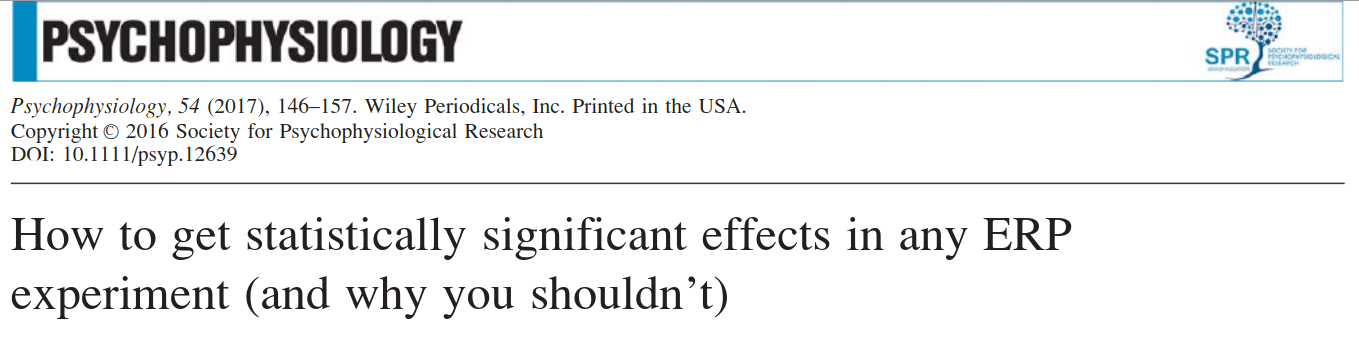 PSYCHOPHYSIOLOGY
SPR
SOCIETY FOR
PSYCHOPHYSIOLOGICAL
RESEARCH
Psychophysiology, 54 (2017), 146–157. Wiley Periodicals, Inc. Printed in the USA.
Copyright © 2016 Society for Psychophysiological Research
DOI: 10.1111/psyp.12639
How to get statistically significant effects in any ERP
experiment (and why you shouldn’t)